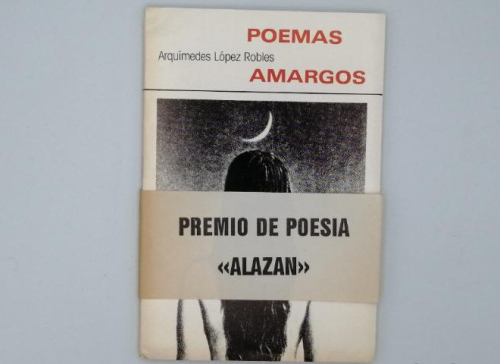 POEMAS
Arquímedes López Robles
AMARGOS
PREMIO DE POESIA
«ALAZAN»